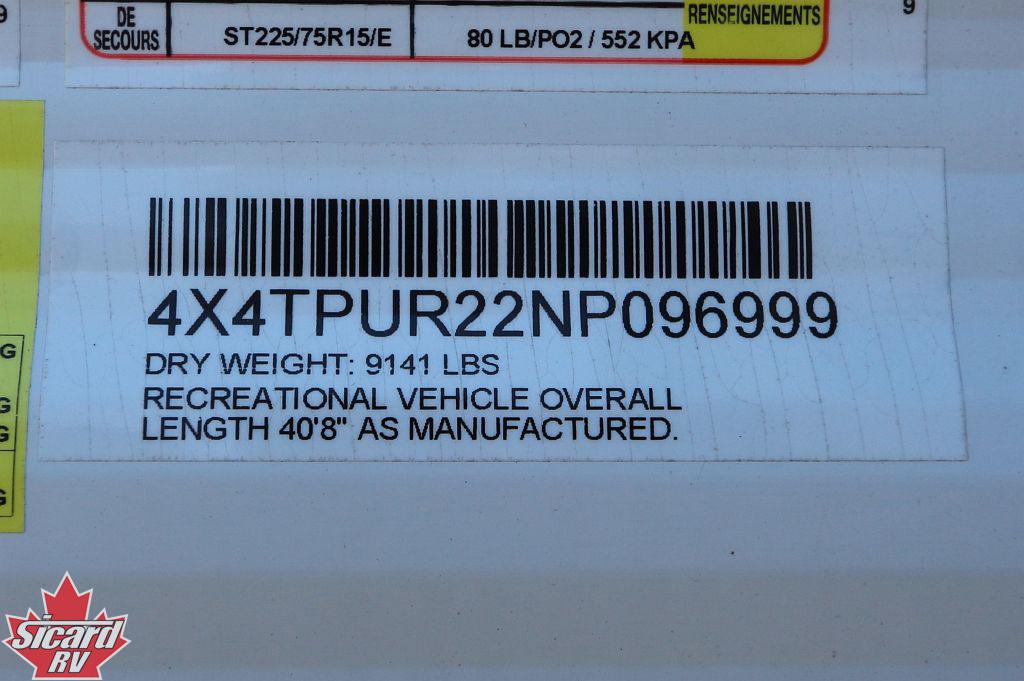 DE
SECOURS
ST225/75R15/E
80 LB/PO2 / 552 KPA
RENSEIGNEMENTS
9
4X4TPUR22NP096999
DRY WEIGHT: 9141 LBS
RECREATIONAL VEHICLE OVERALL
LENGTH 40'8" AS MANUFACTURED.
G
G
G
G
Sicard
RV